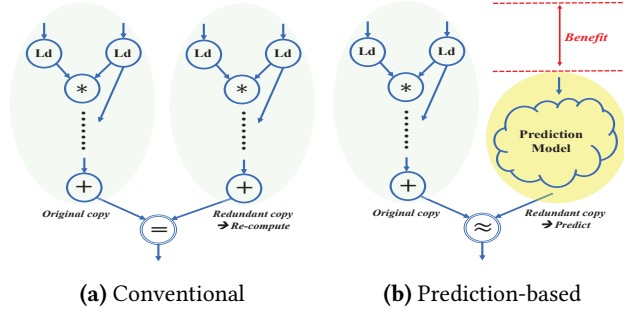 Ld Ld Ld Ld Ld Ld
Benefit
* * *
Prediction
Model
+ + +
Original copy
Redundant copy
➔ Re-compute
Original copy
Redundant copy
➔ Predict
= ≈
(a) Conventional
(b) Prediction-based